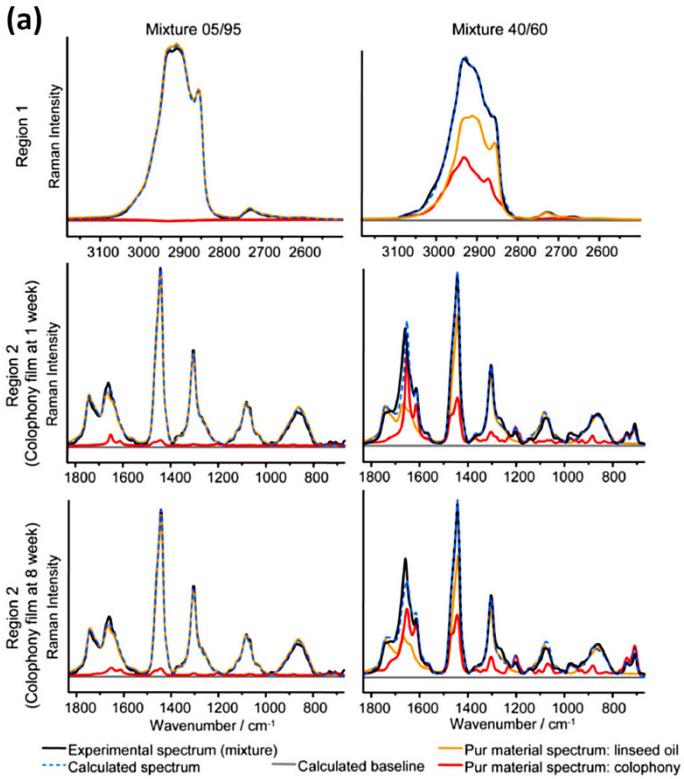 (a)
Mixture 05/95
Mixture 40/60
Region 1
Raman Intensity
3100 3000 2900 2800 2700 2600
3100 3000 2900 2800 2700 2600
Region 2
(Colophony film at 1 week)
Raman Intensity
1800 1600 1400 1200 1000 800
1800 1600 1400 1200 1000 800
Region 2
(Colophony film at 8 week)
Raman Intensity
1800 1600 1400 1200 1000 800
1800 1600 1400 1200 1000 800
Wavenumber / cm⁻¹
Wavenumber / cm⁻¹
Experimental spectrum (mixture)
Pur material spectrum: linseed oil
Calculated spectrum
Calculated baseline
Pur material spectrum: colophony